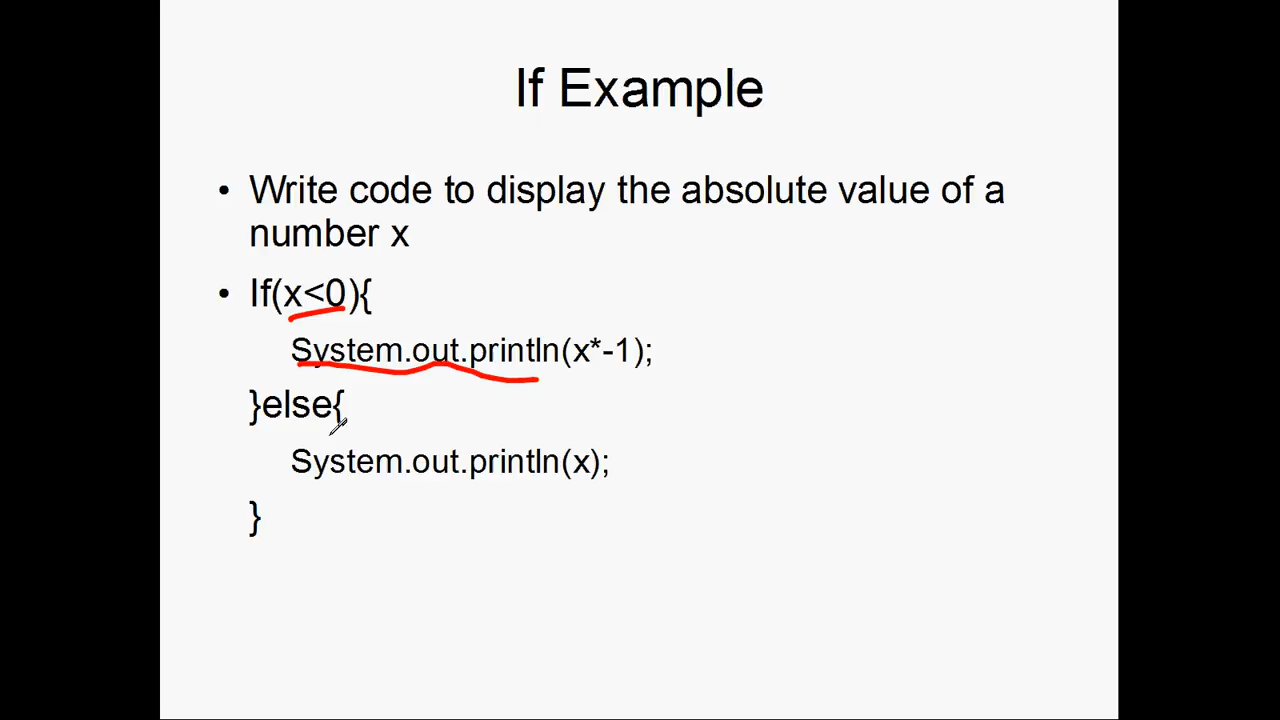 If Example
• Write code to display the absolute value of a
number x
• If(x<0){
System.out.println(x*-1);
}else{
System.out.println(x);
}